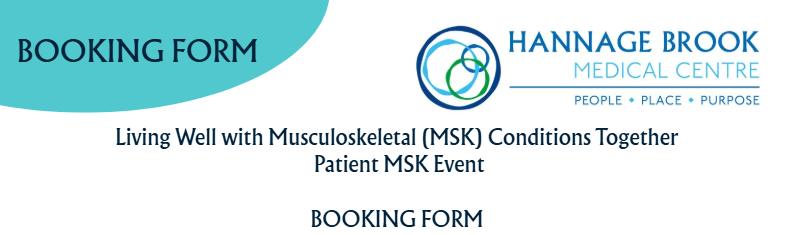 BOOKING FORM
HANNAGE BROOK
MEDICAL CENTRE
PEOPLE • PLACE • PURPOSE
Living Well with Musculoskeletal (MSK) Conditions Together
Patient MSK Event
BOOKING FORM